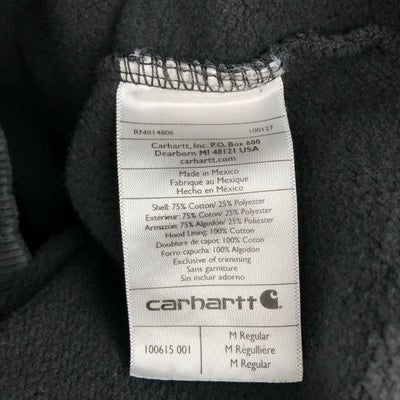 RN#14806 100127
Carhartt, Inc. P.O. Box 600
Dearborn MI 48121 USA
carhartt.com
Made in Mexico
Fabriqué au Mexique
Hecho en México
Shell: 75% Cotton/ 25% Polyester
Extérieur: 75% Coton/ 25% Polyester
Armazon: 75% Algodón/ 25% Poliéster
Hood Lining: 100% Cotton
Doublure de capot: 100% Coton
Forro capucha: 100% Algodón
Exclusive of trimming
Sans garniture
Sin incluir adorno
carhartt
100615 001
M Regular
M Régulière
M Regular